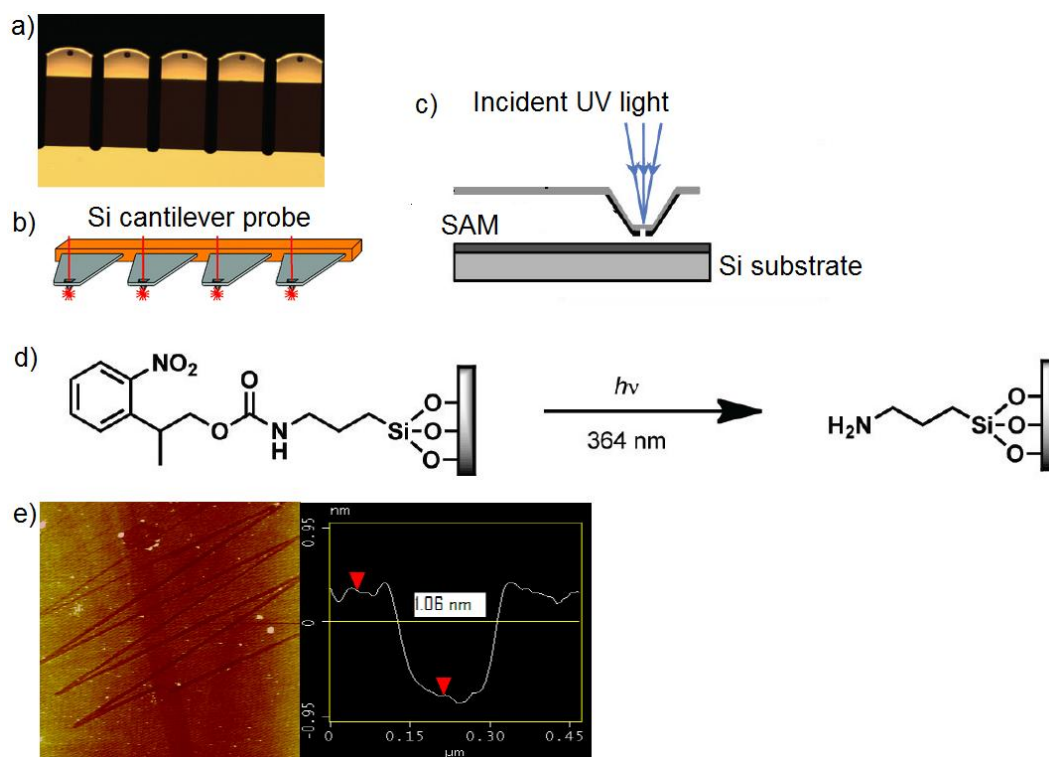 a)
b)
Si cantilever probe
c)
Incident UV light
SAM
Si substrate
d)
NO2
O
O
N
H
Si
O
O
O
hν
364 nm
H2N
Si
O
O
O
e)
nm
0.95
0
-0.95
1.06 nm
0
0.15
0.30
0.45
μm